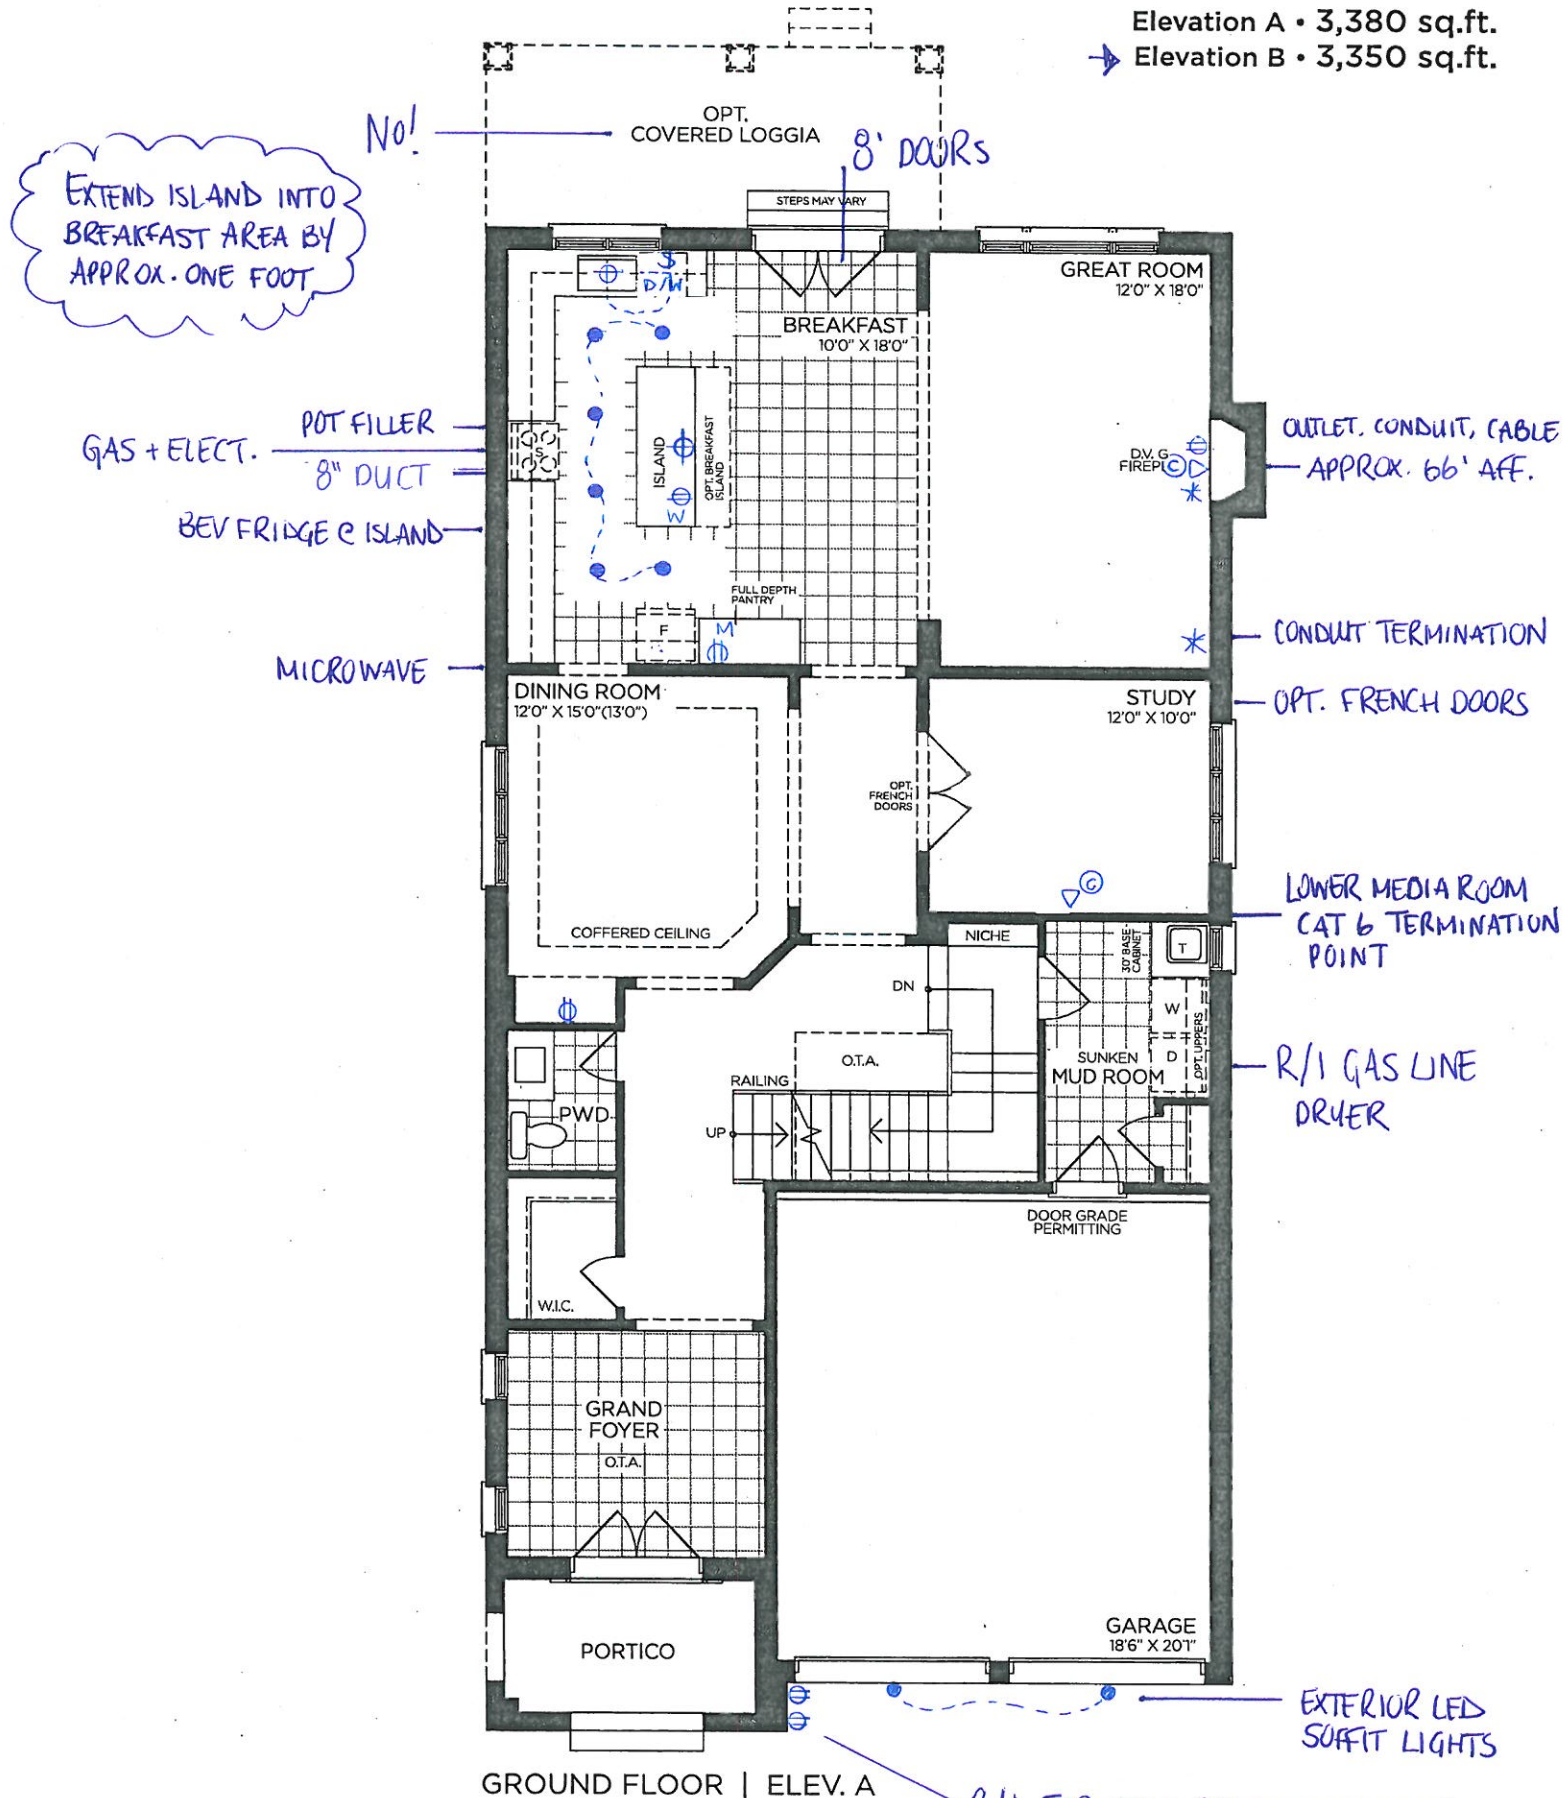 Elevation A • 3,380 sq.ft.
Elevation B • 3,350 sq.ft.
OPT.
COVERED LOGGIA
NO!
8' DOORS
EXTEND ISLAND INTO
BREAKFAST AREA BY
APPROX. ONE FOOT
STEPS MAY VARY
S
D/W
GREAT ROOM
12'0" X 18'0"
BREAKFAST
10'0" X 18'0"
POT FILLER
GAS + ELECT.
8" DUCT
S
ISLAND
OPT. BREAKFAST
ISLAND
W
D.V. G
FIREPL
C
OUTLET. CONDUIT, CABLE
APPROX. 66' AFF.
BEV FRIDGE @ ISLAND
FULL DEPTH
PANTRY
F
M
CONDUIT TERMINATION
MICROWAVE
DINING ROOM
12'0" X 15'0"(13'0")
STUDY
12'0" X 10'0"
OPT. FRENCH DOORS
OPT.
FRENCH
DOORS
C
LOWER MEDIA ROOM
CAT 6 TERMINATION
POINT
COFFERED CEILING
NICHE
30" BASE
CABINET
T
DN
W
D
OPT. UPPERS
O.T.A.
SUNKEN
MUD ROOM
R/I GAS LINE
DRYER
RAILING
PWD
UP
DOOR GRADE
PERMITTING
W.I.C.
GRAND
FOYER
O.T.A.
PORTICO
GARAGE
18'6" X 20'1"
EXTERIOR LED
SOFFIT LIGHTS
GROUND FLOOR | ELEV. A